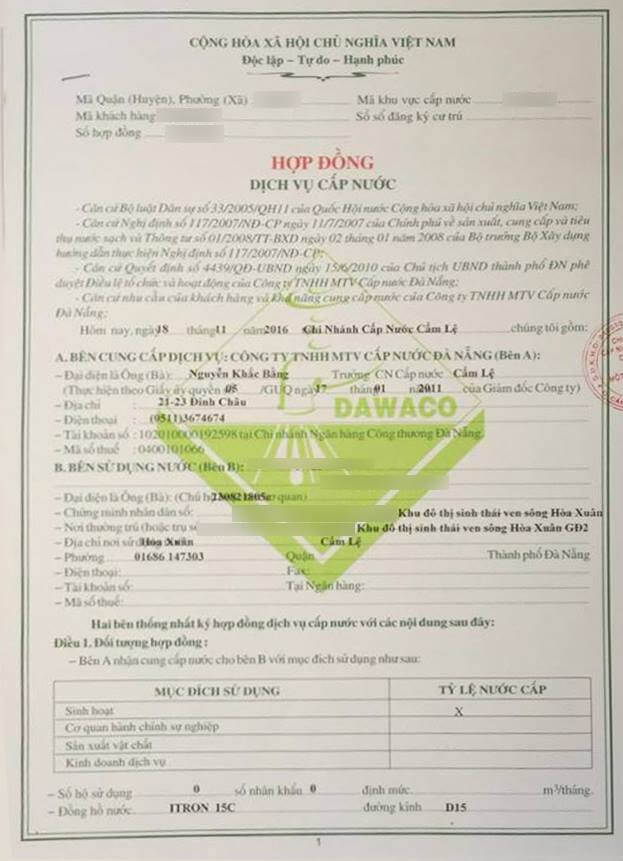 CỘNG HÒA XÃ HỘI CHỦ NGHĨA VIỆT NAM
Độc lập – Tự do – Hạnh phúc
Mã Quận (Huyện), Phường (Xã)
Mã khu vực cấp nước
Mã khách hàng
Số sổ đăng ký cư trú
Số hợp đồng
HỢP ĐỒNG
DỊCH VỤ CẤP NƯỚC
- Căn cứ Bộ luật Dân sự số 33/2005/QH11 của Quốc Hội nước Cộng hòa xã hội chủ nghĩa Việt Nam;
- Căn cứ Nghị định số 117/2007/NĐ-CP ngày 11/7/2007 của Chính phủ về sản xuất, cung cấp và tiêu
thụ nước sạch và Thông tư số 01/2008/TT-BXD ngày 02 tháng 01 năm 2008 của Bộ trưởng Bộ Xây dựng
hướng dẫn thực hiện Nghị định số 117/2007/NĐ-CP;
- Căn cứ Quyết định số 4439/QĐ-UBND ngày 15/6/2010 của Chủ tịch UBND thành phố ĐN phê
duyệt Điều lệ tổ chức và hoạt động của Công ty TNHH MTV Cấp nước Đà Nẵng;
- Căn cứ nhu cầu của khách hàng và khả năng cung cấp nước của Công ty TNHH MTV Cấp nước
Đà Nẵng;
Hôm nay, ngày 18 tháng 11 năm 2016 Chi Nhánh Cấp Nước Cẩm Lệ chúng tôi gồm:
A. BÊN CUNG CẤP DỊCH VỤ: CÔNG TY TNHH MTV CẤP NƯỚC ĐÀ NẴNG (Bên A):
– Đại diện là Ông (Bà): Nguyễn Khắc Bằng Trưởng CN Cấp nước Cẩm Lệ
(Thực hiện theo Giấy ủy quyền 05 /GUQ ngày 17 tháng 01 năm 2011 của Giám đốc Công ty)
– Địa chỉ : 21-23 Đinh Châu
DAWACO
– Điện thoại : (0511)3674674
– Tài khoản số : 102010000192598 tại Chi nhánh Ngân hàng Công thương Đà Nẵng.
– Mã số thuế : 0400101066
B. BÊN SỬ DỤNG NƯỚC (Bên B):
– Đại diện là Ông (Bà): (Chủ quan)
– Chứng minh nhân dân số: Khu đô thị sinh thái ven sông Hòa Xuân
– Nơi thường trú (hoặc trụ Khu đô thị sinh thái ven sông Hòa Xuân GĐ2
– Địa chỉ nơi Hòa Xuân Cẩm Lệ
– Phường 01686 147303 Quận Thành phố Đà Nẵng
– Điện thoại: Fax:
– Tài khoản số: Tại Ngân hàng:
– Mã số thuế:
Hai bên thống nhất ký hợp đồng dịch vụ cấp nước với các nội dung sau đây:
Điều 1. Đối tượng hợp đồng :
– Bên A nhận cung cấp nước cho bên B với mục đích sử dụng như sau:
MỤC ĐÍCH SỬ DỤNG TỶ LỆ NƯỚC CẤP
Sinh hoạt X
Cơ quan hành chính sự nghiệp
Sản xuất vật chất
Kinh doanh dịch vụ
– Số hộ sử dụng 0 số nhân khẩu 0 định mức. m³/tháng.
– Đồng hồ nước. ITRON 15C đường kính D15
1